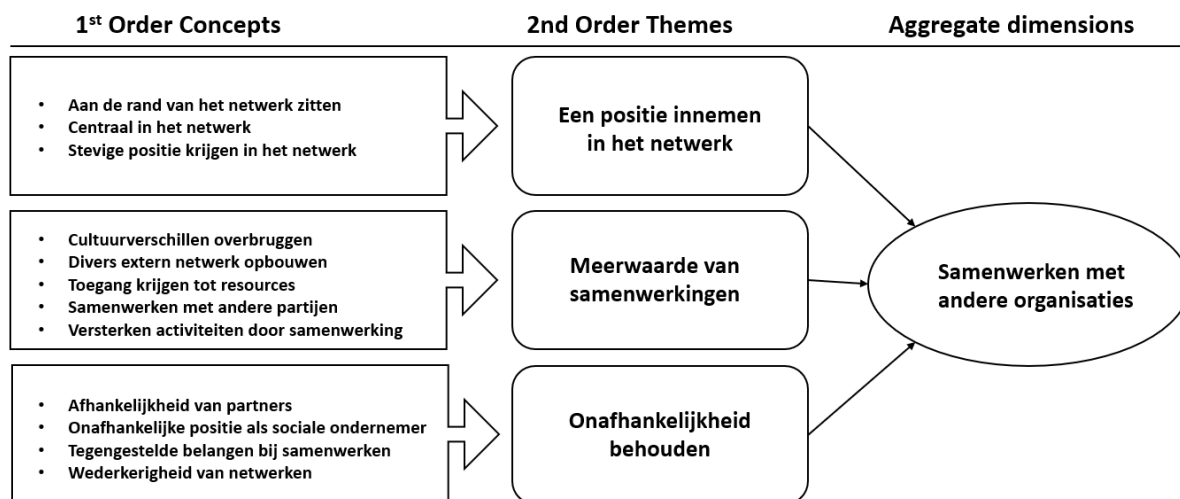 1st Order Concepts
2nd Order Themes
Aggregate dimensions
• Aan de rand van het netwerk zitten
• Centraal in het netwerk
• Stevige positie krijgen in het netwerk
Een positie innemen
in het netwerk
• Cultuurverschillen overbruggen
• Divers extern netwerk opbouwen
• Toegang krijgen tot resources
• Samenwerken met andere partijen
• Versterken activiteiten door samenwerking
Meerwaarde van
samenwerkingen
Samenwerken met
andere organisaties
• Afhankelijkheid van partners
• Onafhankelijke positie als sociale ondernemer
• Tegengestelde belangen bij samenwerken
• Wederkerigheid van netwerken
Onafhankelijkheid
behouden